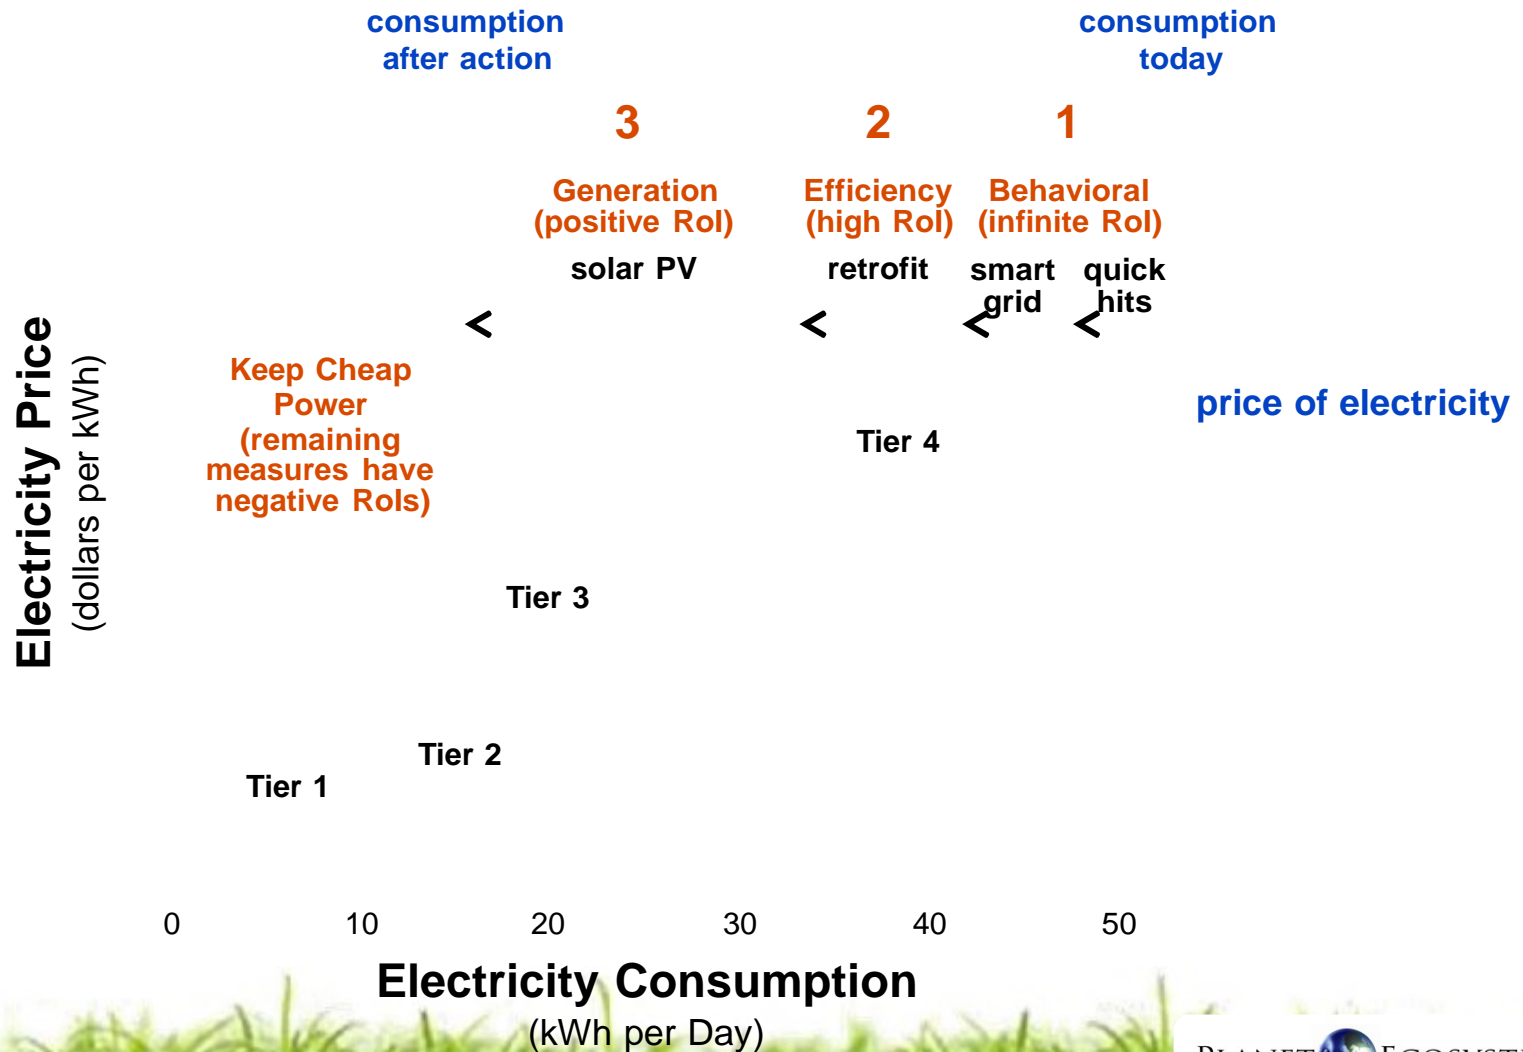 consumption
after action
consumption
today
3
2
1
Generation
(positive RoI)
Efficiency
(high RoI)
Behavioral
(infinite RoI)
solar PV
retrofit
smart
grid
quick
hits
<
<
<
<
Electricity Price
(dollars per kWh)
Keep Cheap
Power
(remaining
measures have
negative RoIs)
price of electricity
Tier 4
Tier 3
Tier 2
Tier 1
0 10 20 30 40 50
Electricity Consumption
(kWh per Day)